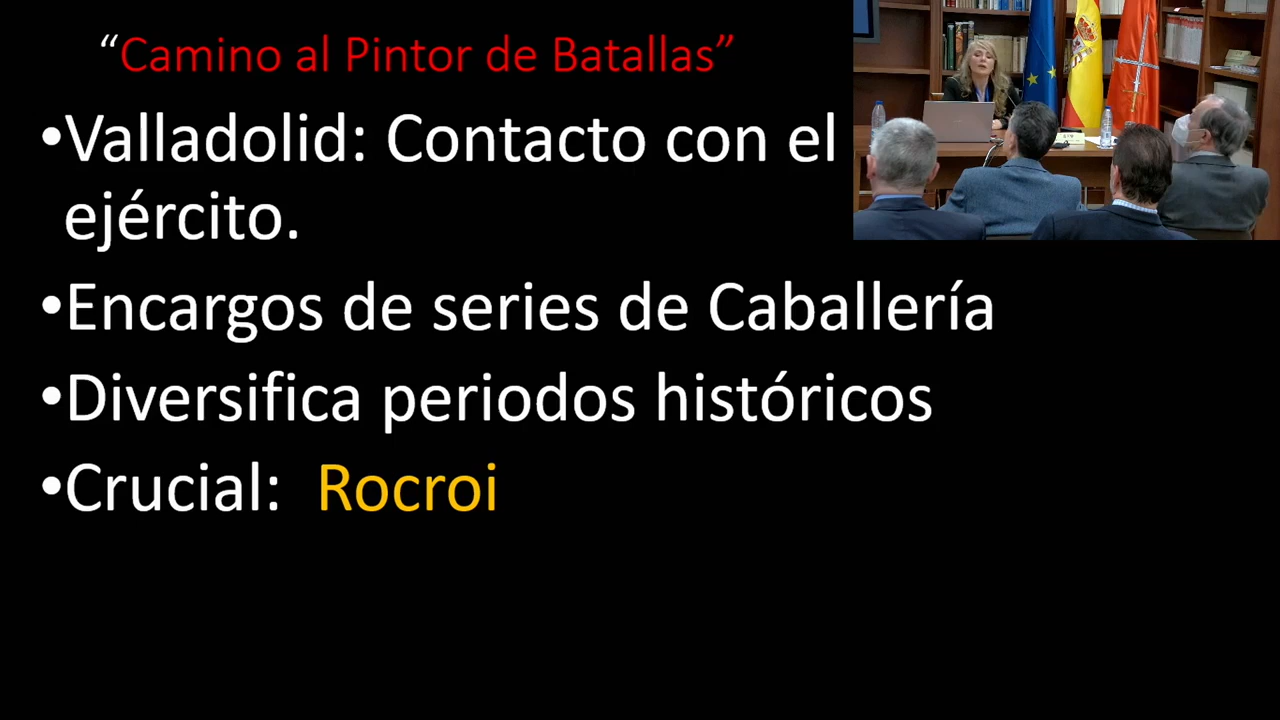 “Camino al Pintor de Batallas”
•Valladolid: Contacto con el
ejército.
•Encargos de series de Caballería
•Diversifica periodos históricos
•Crucial: Rocroi